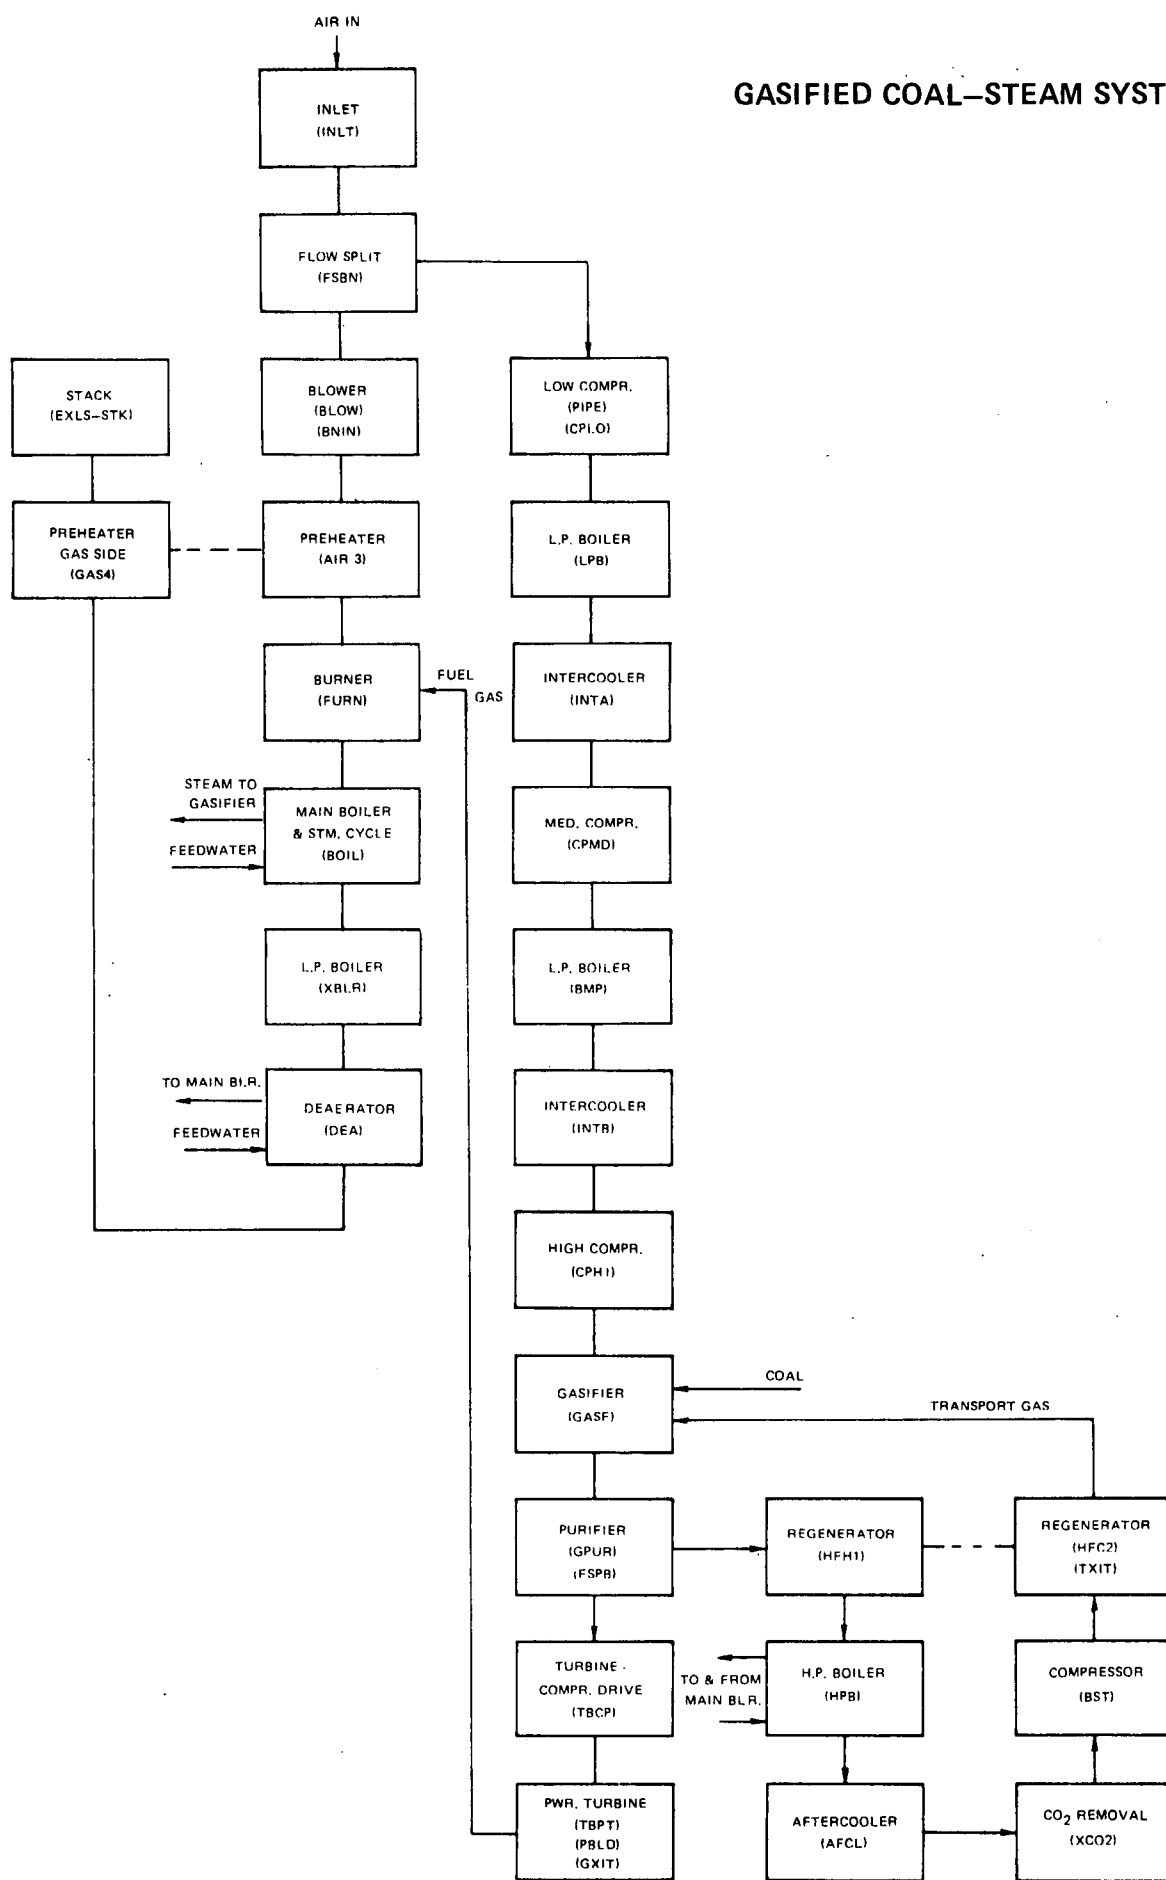 AIR IN
GASIFIED COAL–STEAM SYST
INLET
(INLT)
FLOW SPLIT
(FSBN)
STACK
(EXLS–STK)
BLOWER
(BLOW)
(BNIN)
LOW COMPR.
(PIPE)
(CPLO)
PREHEATER
GAS SIDE
(GAS4)
PREHEATER
(AIR 3)
L.P. BOILER
(LPB)
BURNER
(FURN)
FUEL
GAS
INTERCOOLER
(INTA)
STEAM TO
GASIFIER
FEEDWATER
MAIN BOILER
& STM. CYCLE
(BOIL)
MED. COMPR.
(CPMD)
L.P. BOILER
(XBLR)
L.P. BOILER
(BMP)
TO MAIN BLR.
FEEDWATER
DEAERATOR
(DEA)
INTERCOOLER
(INTB)
HIGH COMPR.
(CPHI)
GASIFIER
(GASF)
COAL
TRANSPORT GAS
PURIFIER
(GPUR)
(FSPB)
REGENERATOR
(HFH1)
REGENERATOR
(HFC2)
(TXIT)
TURBINE -
COMPR. DRIVE
(TBCP)
TO & FROM
MAIN BLR.
H.P. BOILER
(HPB)
COMPRESSOR
(BST)
PWR. TURBINE
(TBPT)
(PBLD)
(GXIT)
AFTERCOOLER
(AFCL)
CO2 REMOVAL
(XCO2)